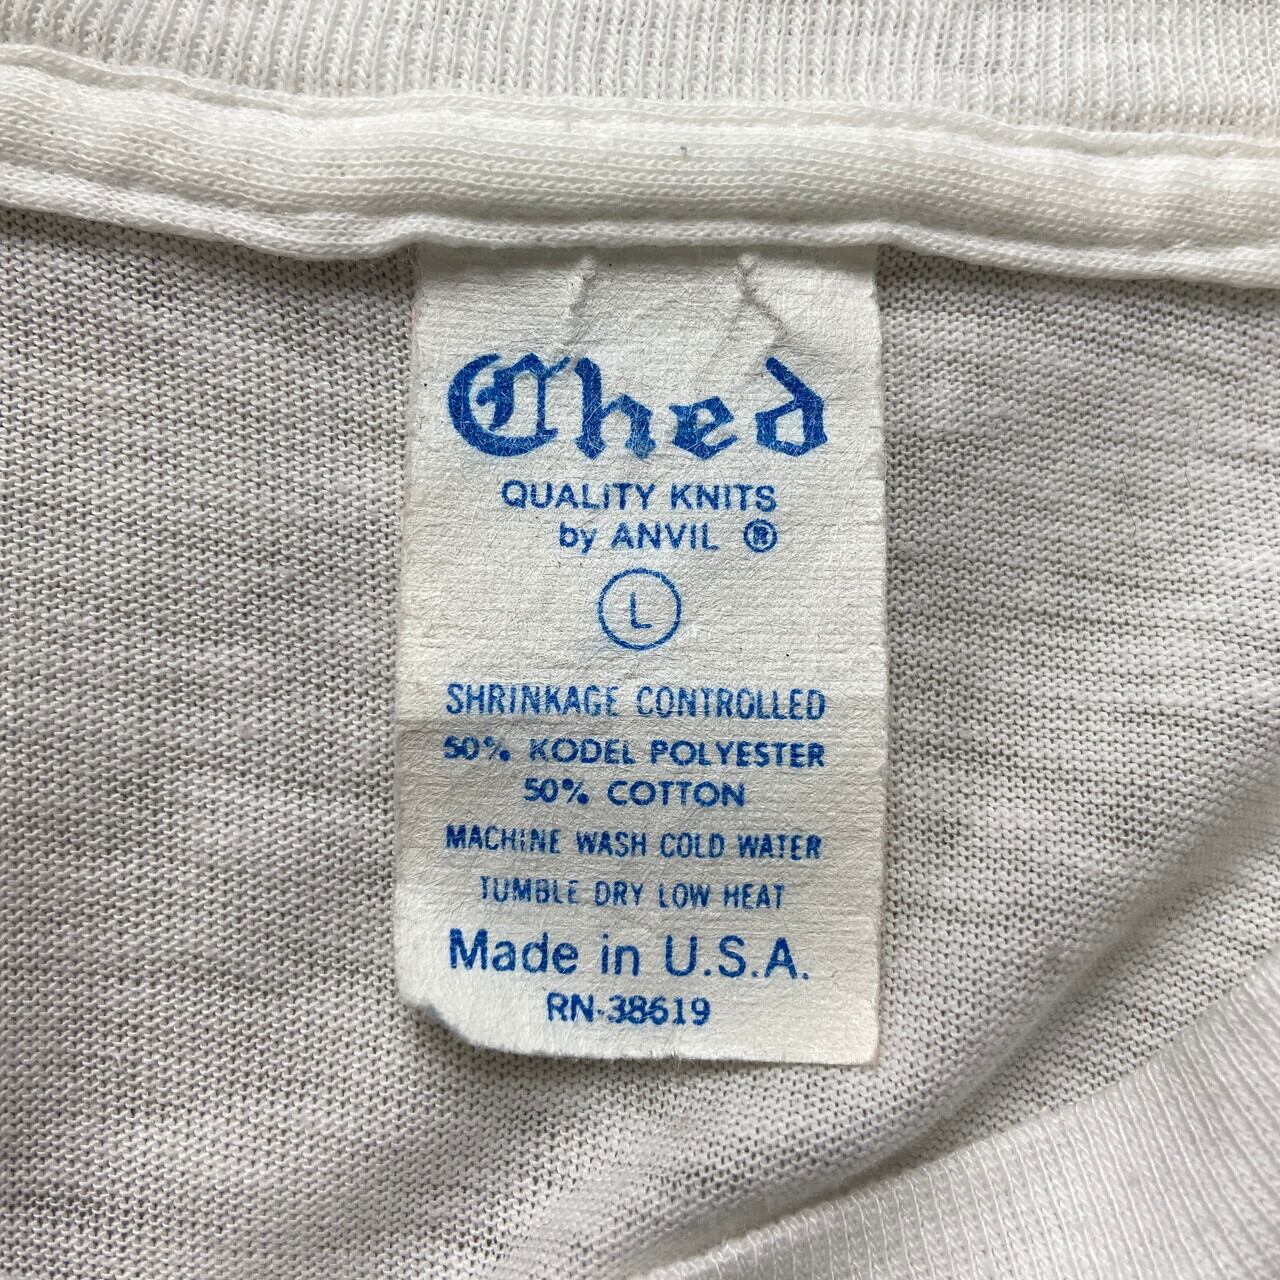 Ched
QUALITY KNITS
by ANVIL ®
L
SHRINKAGE CONTROLLED
50% KODEL POLYESTER
50% COTTON
MACHINE WASH COLD WATER
TUMBLE DRY LOW HEAT
Made in U.S.A.
RN-38619